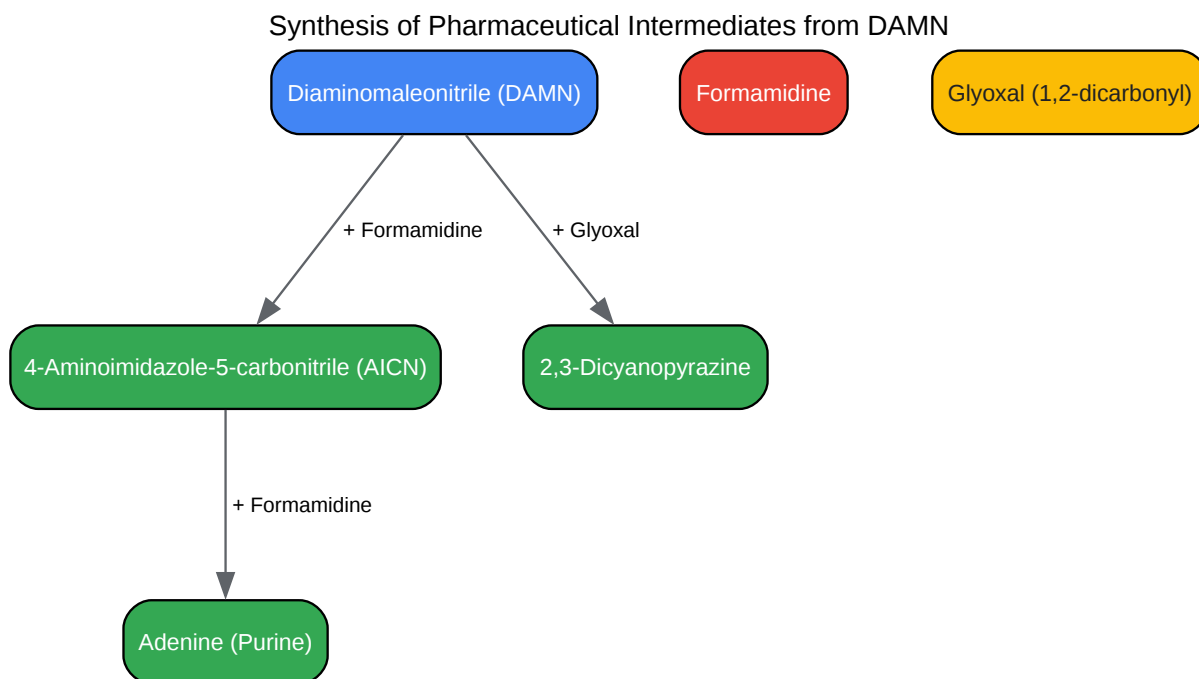 Synthesis of Pharmaceutical Intermediates from DAMN
Diaminomaleonitrile (DAMN)
Formamidine
Glyoxal (1,2-dicarbonyl)
+ Formamidine
+ Glyoxal
4-Aminoimidazole-5-carbonitrile (AICN)
2,3-Dicyanopyrazine
+ Formamidine
Adenine (Purine)